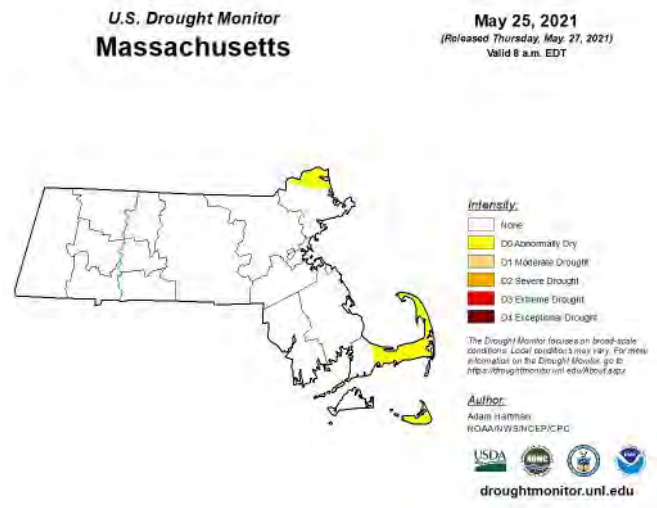 U.S. Drought Monitor
Massachusetts
May 25, 2021
(Released Thursday, May. 27, 2021)
Valid 8 a.m. EDT
Intensity:
None
D0 Abnormally Dry
D1 Moderate Drought
D2 Severe Drought
D3 Extreme Drought
D4 Exceptional Drought
The Drought Monitor focuses on broad-scale
conditions. Local conditions may vary. For more
information on the Drought Monitor, go to
https://droughtmonitor.unl.edu/About.aspx
Author:
Adam Hartman
NOAA/NWS/NCEP/CPC
USDA
NDMC
droughtmonitor.unl.edu